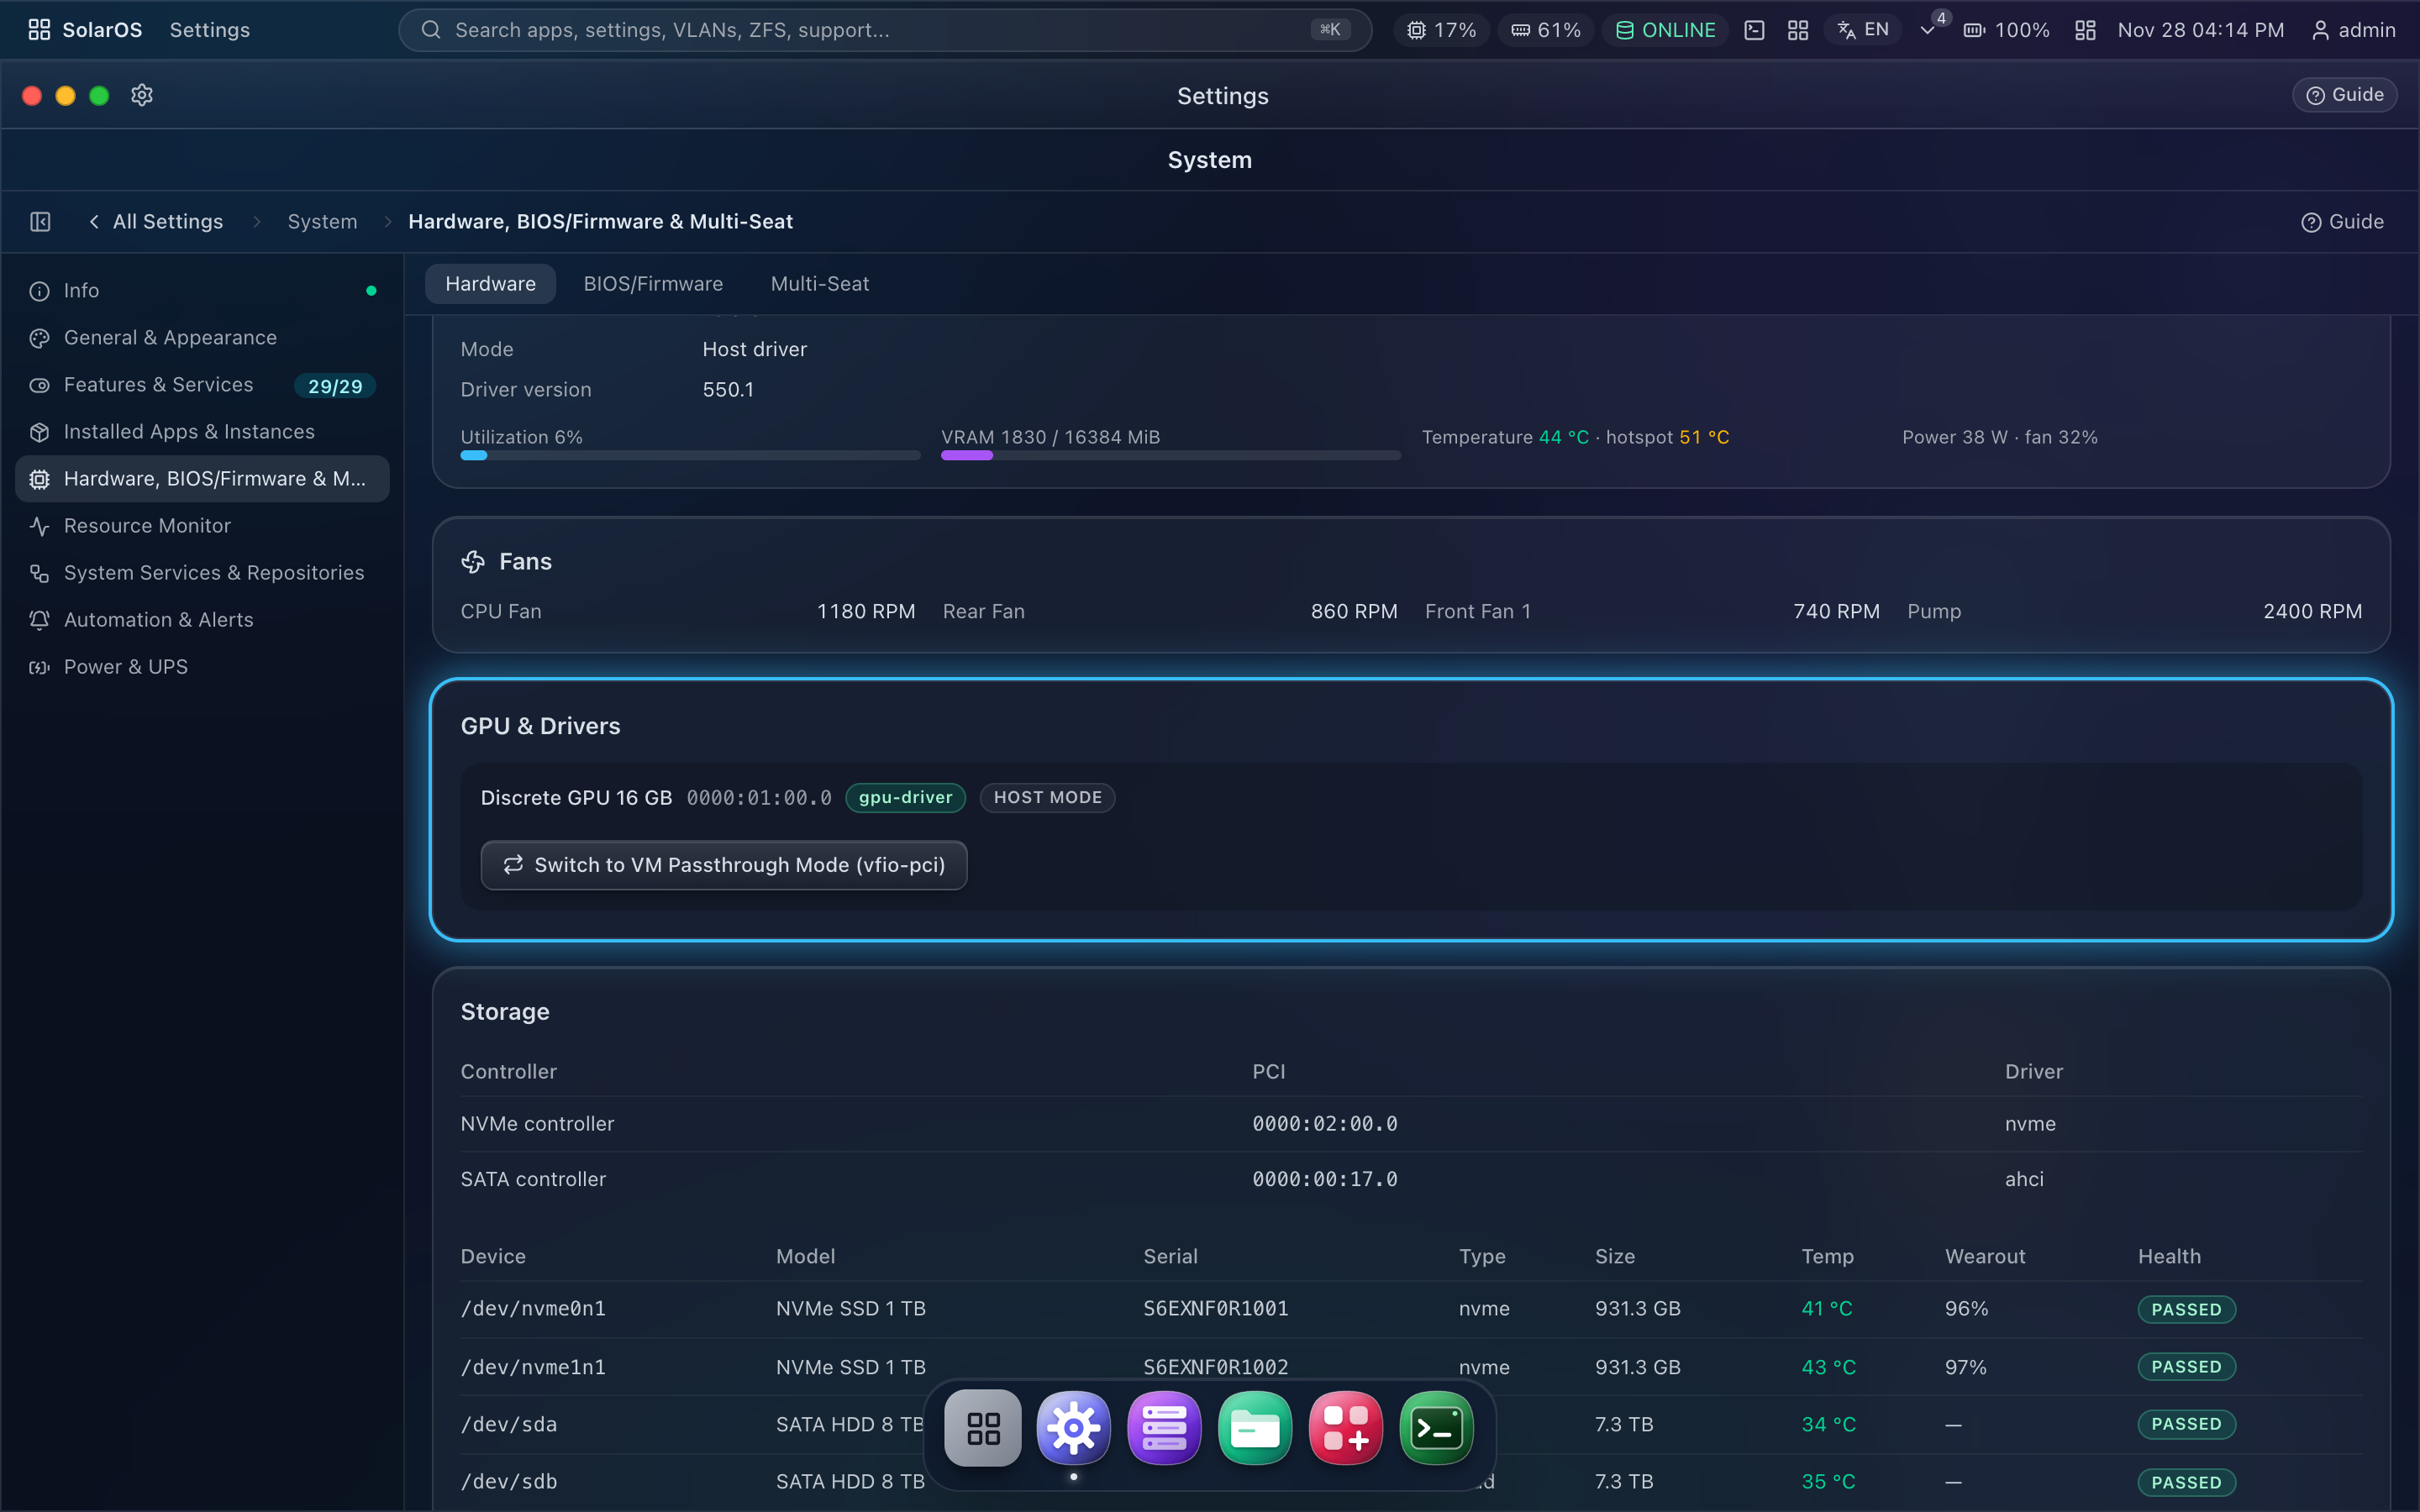 SolarOS Settings Search apps, settings, VLANs, ZFS, support... ⌘K 17% 61% ONLINE EN 4 100% Nov 28 04:14 PM admin
Settings Guide
System
All Settings System Hardware, BIOS/Firmware & Multi-Seat Guide
Info
General & Appearance
Features & Services 29/29
Installed Apps & Instances
Hardware, BIOS/Firmware & M...
Resource Monitor
System Services & Repositories
Automation & Alerts
Power & UPS
Hardware BIOS/Firmware Multi-Seat
Mode Host driver
Driver version 550.1
Utilization 6% VRAM 1830 / 16384 MiB Temperature 44 °C · hotspot 51 °C Power 38 W · fan 32%
Fans
CPU Fan 1180 RPM Rear Fan 860 RPM Front Fan 1 740 RPM Pump 2400 RPM
GPU & Drivers
Discrete GPU 16 GB 0000:01:00.0 gpu-driver HOST MODE
Switch to VM Passthrough Mode (vfio-pci)
Storage
Controller PCI Driver
NVMe controller 0000:02:00.0 nvme
SATA controller 0000:00:17.0 ahci
Device Model Serial Type Size Temp Wearout Health
/dev/nvme0n1 NVMe SSD 1 TB S6EXNF0R1001 nvme 931.3 GB 41 °C 96% PASSED
/dev/nvme1n1 NVMe SSD 1 TB S6EXNF0R1002 nvme 931.3 GB 43 °C 97% PASSED
/dev/sda SATA HDD 8 TB 7.3 TB 34 °C — PASSED
/dev/sdb SATA HDD 8 TB 7.3 TB 35 °C — PASSED